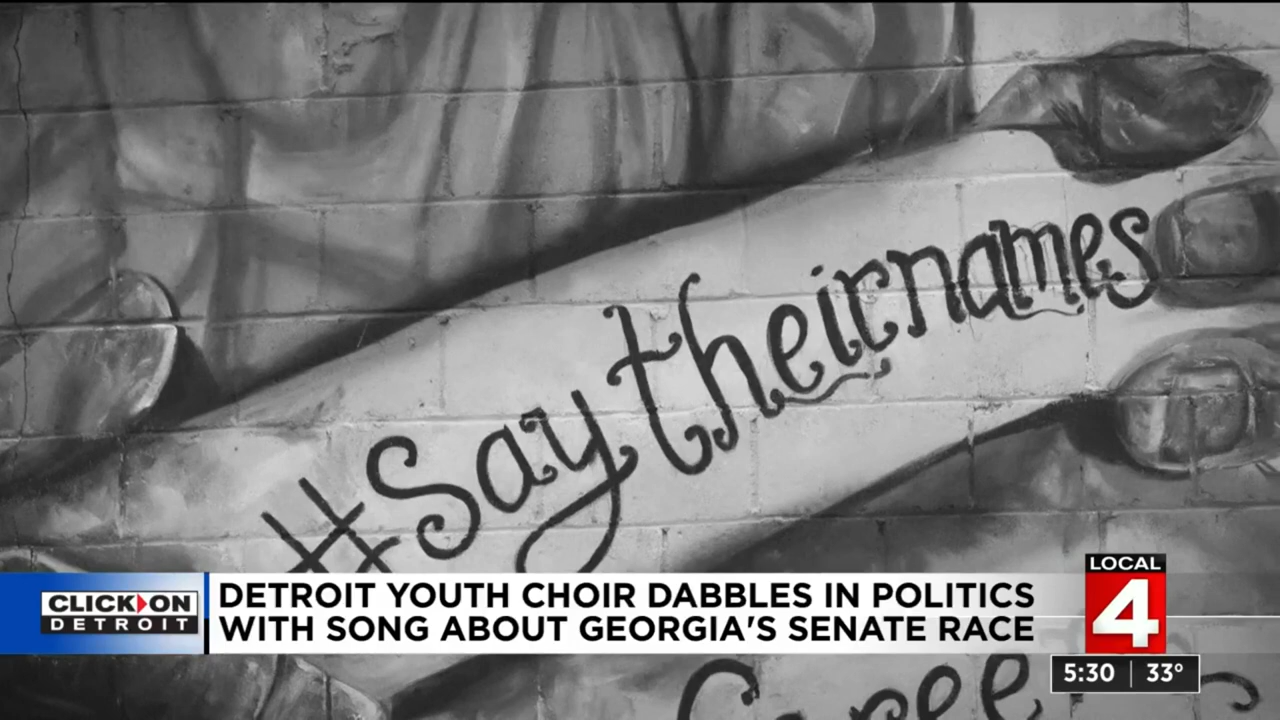 #Saytheirnames
CLICK ON
DETROIT
DETROIT YOUTH CHOIR DABBLES IN POLITICS
WITH SONG ABOUT GEORGIA'S SENATE RACE
LOCAL
4
5:30 33°